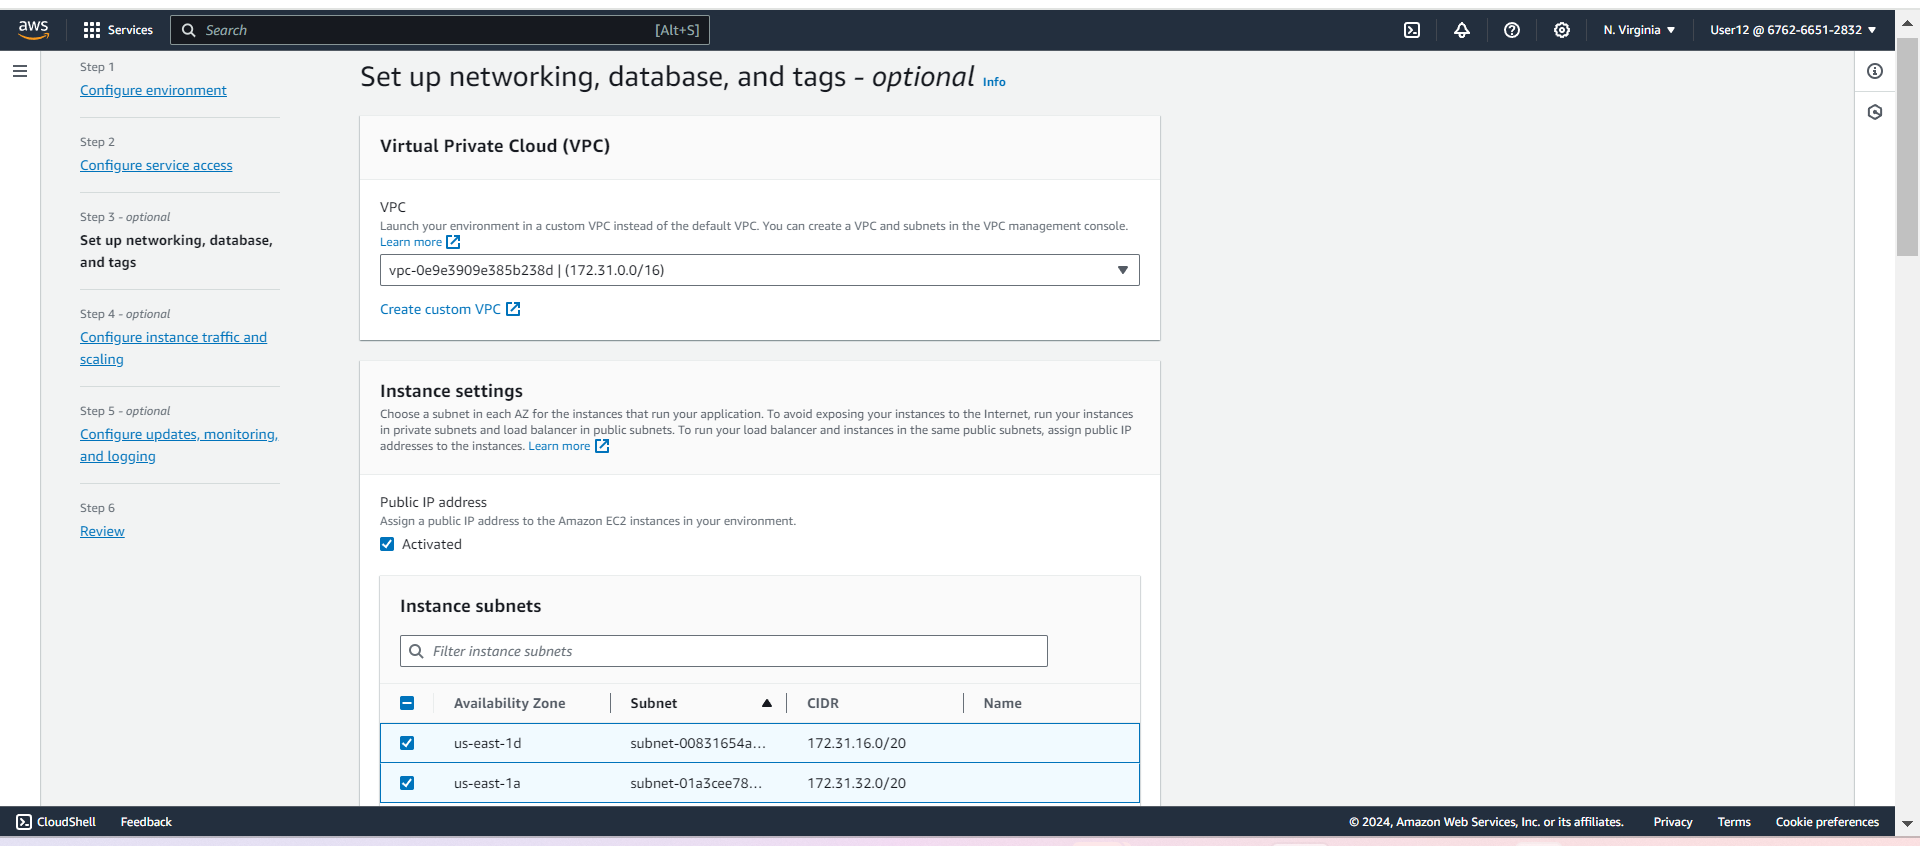 aws
Services
Search
[Alt+S]
N. Virginia
User12 @ 6762-6651-2832
Step 1
Configure environment
Step 2
Configure service access
Step 3 - optional
Set up networking, database,
and tags
Step 4 - optional
Configure instance traffic and
scaling
Step 5 - optional
Configure updates, monitoring,
and logging
Step 6
Review
Set up networking, database, and tags - optional Info
Virtual Private Cloud (VPC)
VPC
Launch your environment in a custom VPC instead of the default VPC. You can create a VPC and subnets in the VPC management console.
Learn more
vpc-0e9e3909e385b238d | (172.31.0.0/16)
Create custom VPC
Instance settings
Choose a subnet in each AZ for the instances that run your application. To avoid exposing your instances to the Internet, run your instances
in private subnets and load balancer in public subnets. To run your load balancer and instances in the same public subnets, assign public IP
addresses to the instances. Learn more
Public IP address
Assign a public IP address to the Amazon EC2 instances in your environment.
Activated
Instance subnets
Filter instance subnets
Availability Zone Subnet CIDR Name
us-east-1d subnet-00831654a... 172.31.16.0/20
us-east-1a subnet-01a3cee78... 172.31.32.0/20
CloudShell
Feedback
© 2024, Amazon Web Services, Inc. or its affiliates.
Privacy
Terms
Cookie preferences